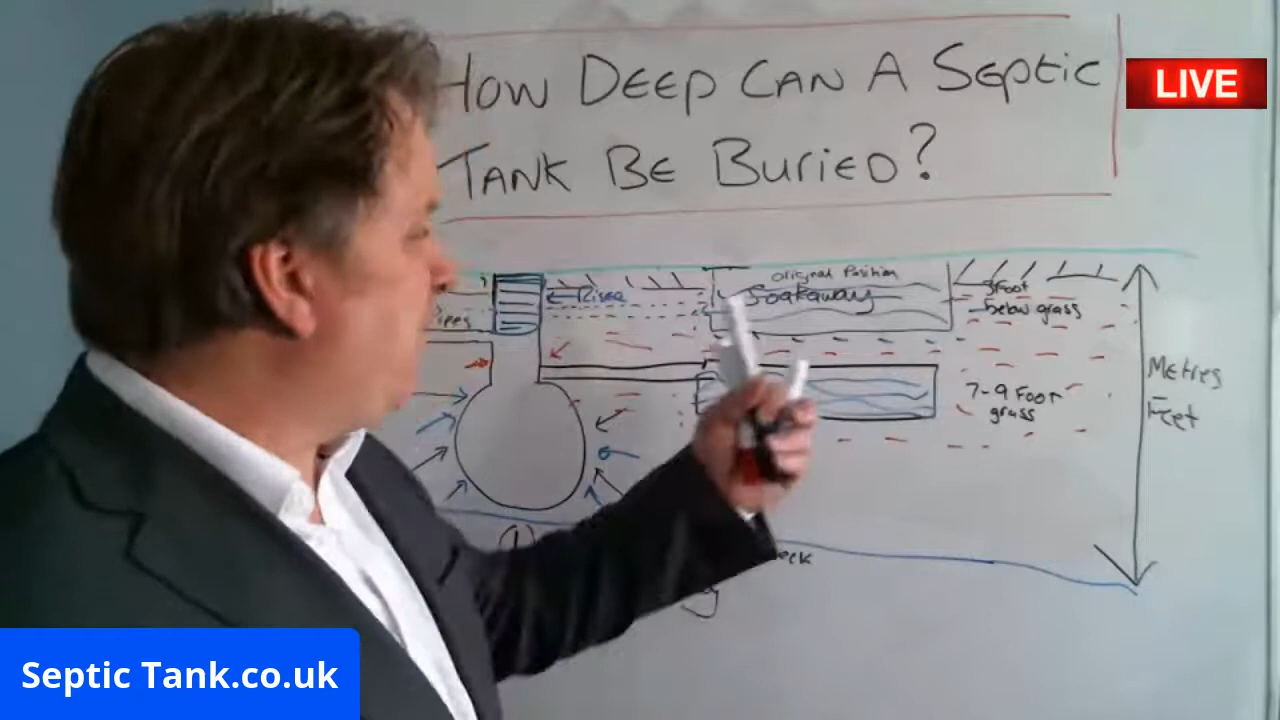 How Deep Can A Septic
Tank Be Buried?
LIVE
original Position
Soakaway
Riser
Pipes
3 Foot
below grass
7-9 Foot
grass
Metres
Feet
Septic Tank.co.uk